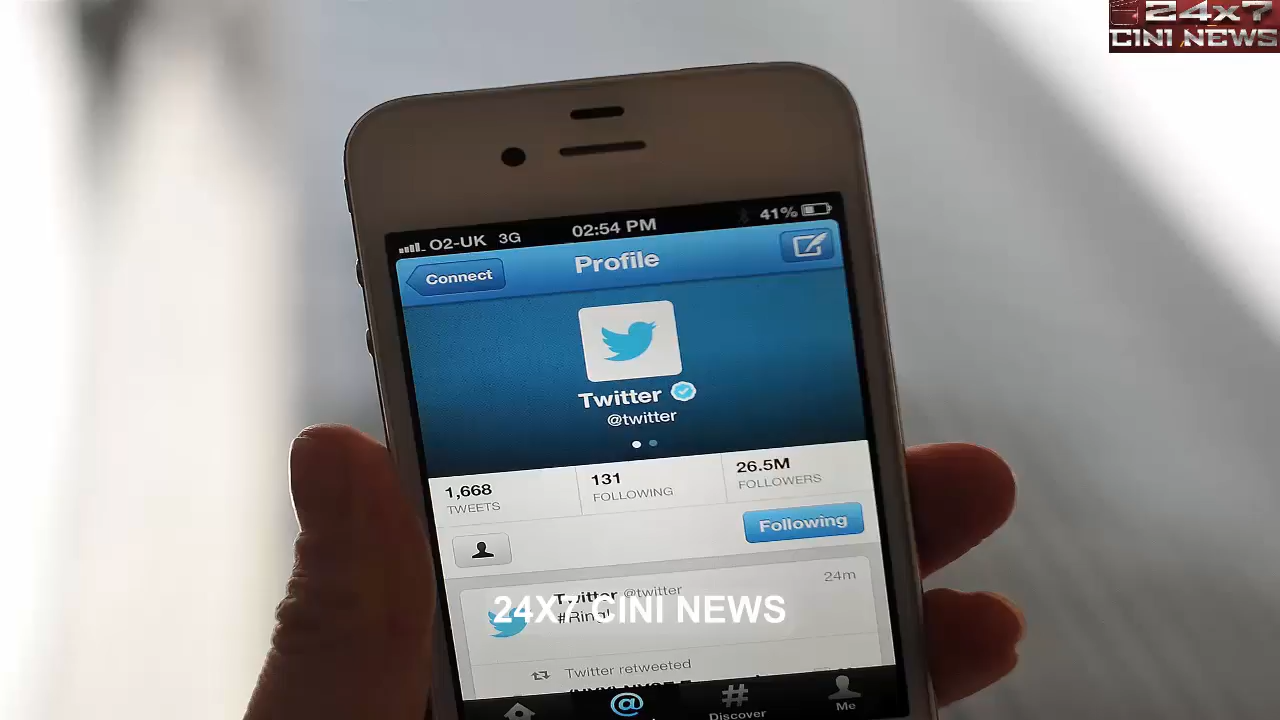 24x7
CINI NEWS
O2-UK 3G 02:54 PM 41%
Connect Profile
Twitter
@twitter
1,668 131 26.5M
TWEETS FOLLOWING FOLLOWERS
Following
Twitter @twitter 24m
#Ring!
24X7 CINI NEWS
Twitter retweeted
@ # Discover Me